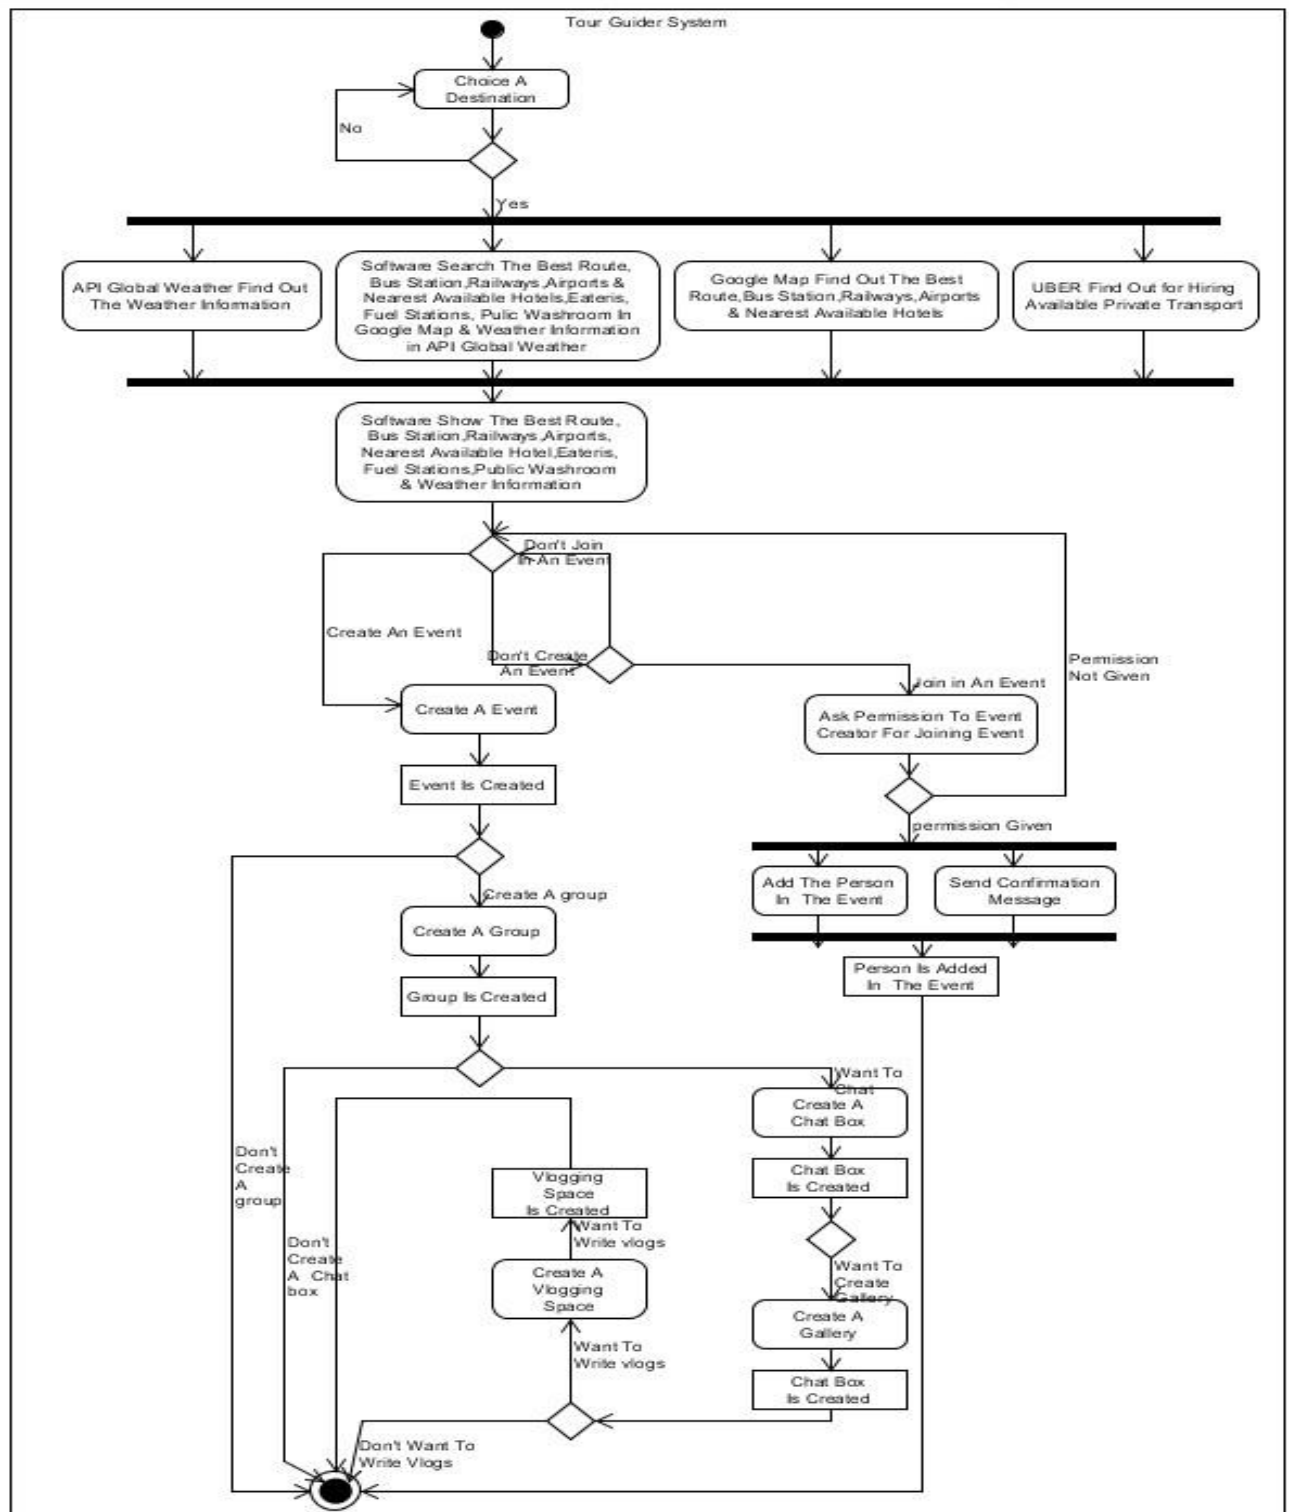 Tour Guider System
Choice A
Destination
No
Yes
API Global Weather Find Out
The Weather Information
Software Search The Best Route,
Bus Station,Railways,Airports &
Nearest Available Hotels,Eateris,
Fuel Stations, Pulic Washroom In
Google Map & Weather Information
in API Global Weather
Google Map Find Out The Best
Route,Bus Station,Railways,Airports
& Nearest Available Hotels
UBER Find Out for Hiring
Available Private Transport
Software Show The Best Route,
Bus Station,Railways,Airports,
Nearest Available Hotel,Eateris,
Fuel Stations,Public Washroom
& Weather Information
Don't Join
In An Event
Create An Event
Don't Create
An Event
Permission
Not Given
Join in An Event
Create A Event
Ask Permission To Event
Creator For Joining Event
Event Is Created
permission Given
Create A group
Add The Person
In The Event
Send Confirmation
Message
Create A Group
Person Is Added
In The Event
Group Is Created
Want To
Chat
Create A
Chat Box
Don't
Create
A
group
Chat Box
Is Created
Vlogging
Space
Is Created
Want To
Write vlogs
Don't
Create
A Chat
box
Create A
Vlogging
Space
Want To
Create
Gallery
Create A
Gallery
Want To
Write vlogs
Chat Box
Is Created
Don't Want To
Write Vlogs